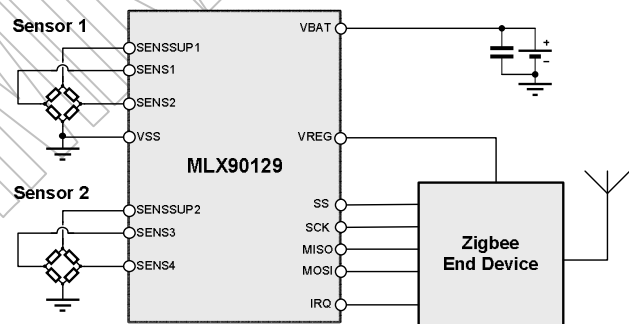 Sensor 1
SENSSUP1
SENS1
SENS2
VSS
Sensor 2
SENSSUP2
SENS3
SENS4
MLX90129
VBAT
VREG
SS
SCK
MISO
MOSI
IRQ
+
−
Zigbee
End Device